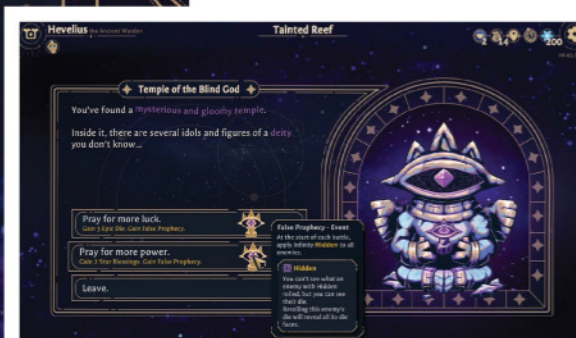 Hevelius the Ancient Warden
Tainted Reef
2 14 200
Temple of the Blind God
You've found a mysterious and gloomy temple.
Inside it, there are several idols and figures of a deity
you don't know...
Pray for more luck.
Gain 3 Epic Die. Gain False Prophecy.
Pray for more power.
Gain 2 Star Blessings. Gain False Prophecy.
Leave.
False Prophecy - Event
At the start of each battle,
apply Infinity Hidden to all
enemies.
Hidden
You can't see what an
enemy with Hidden
rolled, but you can see
their die.
Rerolling this enemy's
die will reveal all its die
faces.